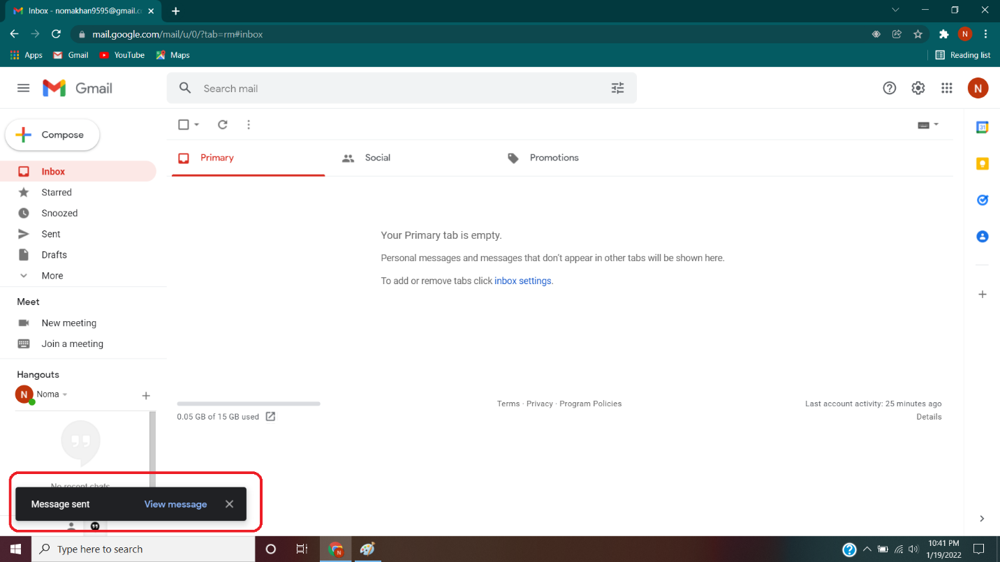 Inbox - nomakhan9595@gmail.co
mail.google.com/mail/u/0/?tab=rm#inbox
N
Apps Gmail YouTube Maps Reading list
Gmail
Search mail
N
Compose
31
Primary Social Promotions
Inbox
Starred
Snoozed
Sent
Drafts
More
Your Primary tab is empty.
Personal messages and messages that don't appear in other tabs will be shown here.
To add or remove tabs click inbox settings.
Meet
New meeting
Join a meeting
Hangouts
N Noma
Terms · Privacy · Program Policies
Last account activity: 25 minutes ago
0.05 GB of 15 GB used
Details
No recent chats
Message sent View message
Type here to search
N
10:41 PM
1/19/2022